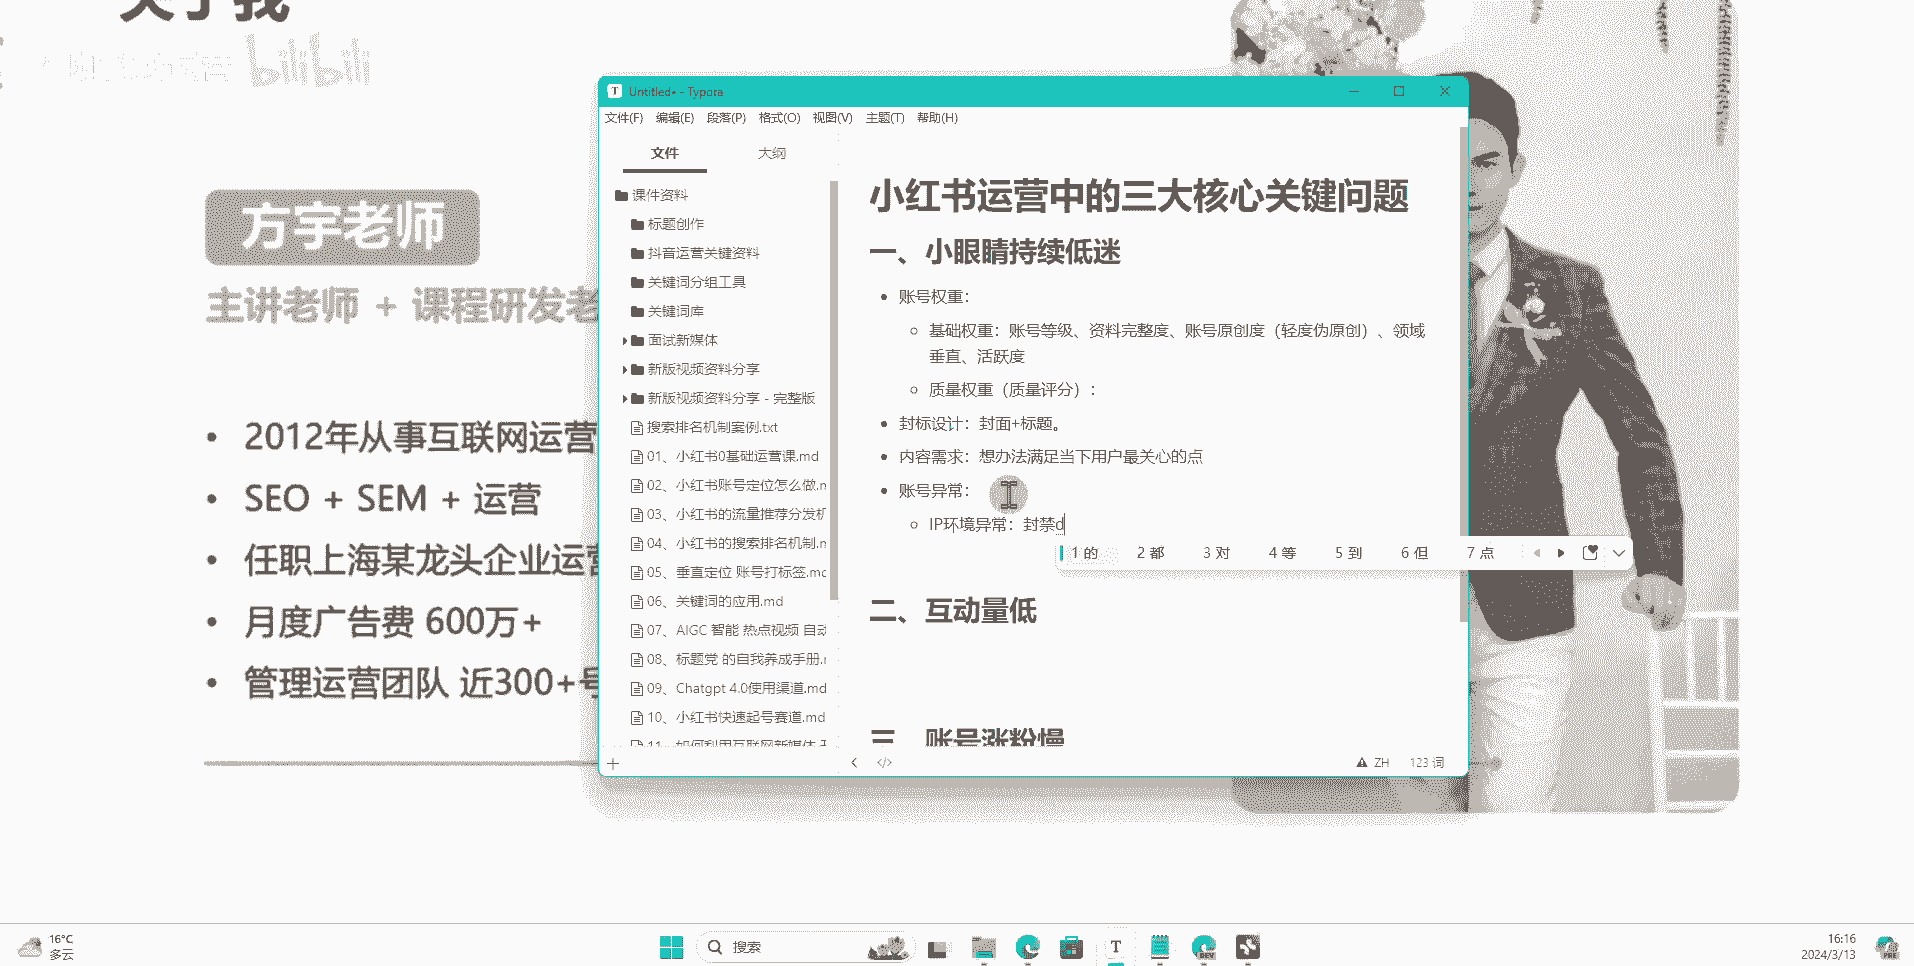 关于我
bilibili
方宇老师
主讲老师 + 课程研发老
2012年从事互联网运营
SEO + SEM + 运营
任职上海某龙头企业运营
月度广告费 600万+
管理运营团队 近300+号
Untitled• - Typora
文件(F) 编辑(E) 段落(P) 格式(O) 视图(V) 主题(T) 帮助(H)
文件 大纲
课件资料
标题创作
抖音运营关键资料
关键词分组工具
关键词库
面试新媒体
新版视频资料分享
新版视频资料分享 - 完整版
搜索排名机制案例.txt
01、小红书0基础运营课.md
02、小红书账号定位怎么做.m
03、小红书的流量推荐分发机
04、小红书的搜索排名机制.m
05、垂直定位 账号打标签.md
06、关键词的应用.md
07、AIGC 智能 热点视频 自动
08、标题党 的自我养成手册.m
09、Chatgpt 4.0使用渠道.md
10、小红书快速起号赛道.md
11、如何利用互联网新媒体
小红书运营中的三大核心关键问题
一、小眼睛持续低迷
账号权重：
基础权重：账号等级、资料完整度、账号原创度（轻度伪原创）、领域
垂直、活跃度
质量权重（质量评分）：
封标设计：封面+标题。
内容需求：想办法满足当下用户最关心的点
账号异常：
IP环境异常：封禁d
1 的 2 都 3 对 4 等 5 到 6 但 7 点
二、互动量低
三、账号涨粉慢
ZH 123 词
16°C
多云
搜索
16:16
2024/3/13